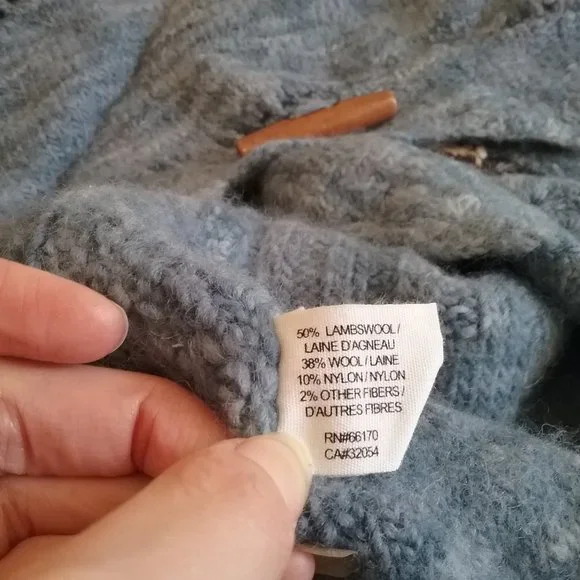 50% LAMBSWOOL/
LAINE D'AGNEAU
38% WOOL/LAINE
10% NYLON/NYLON
2% OTHER FIBERS/
D'AUTRES FIBRES
RN#66170
CA#32054